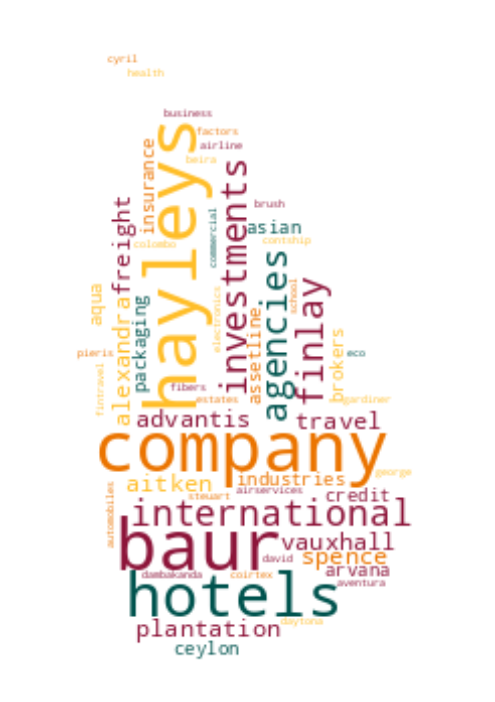 cyril
health
business
factors
airline
hayleys
insurance
beira
investments
freight
brush
commercial
asian
colombo
contship
agencies
school
finlay
aqua
alexandra
packaging
electronics
assetline
brokers
pieris
eco
fintravel
fibers
estates
gardiner
advantis
travel
company
george
aitken
industries
automobiles
steuart
airservices
credit
international
baur
vauxhall
david
spence
dambakanda
coirtex
arvana
aventura
hotels
plantation
daytona
ceylon